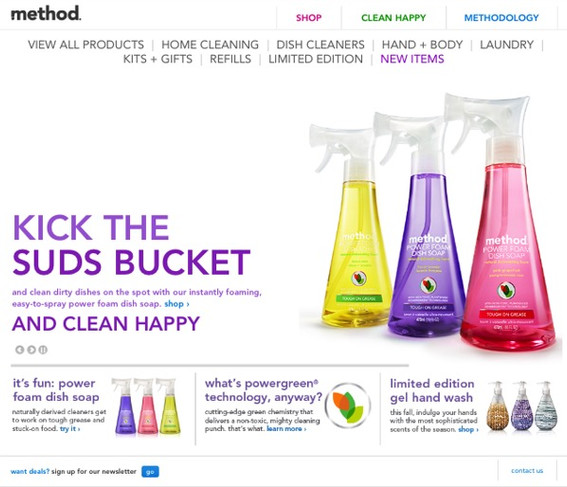 method.
SHOP
CLEAN HAPPY
METHODOLOGY
VIEW ALL PRODUCTS | HOME CLEANING | DISH CLEANERS | HAND + BODY | LAUNDRY |
KITS + GIFTS | REFILLS | LIMITED EDITION | NEW ITEMS
KICK THE
SUDS BUCKET
and clean dirty dishes on the spot with our instantly foaming,
easy-to-spray power foam dish soap. shop ›
AND CLEAN HAPPY
method
TOUGH ON GREASE
method
POWER FOAM
DISH SOAP
TOUGH ON GREASE
method
POWER FOAM
DISH SOAP
TOUGH ON GREASE
it's fun: power
foam dish soap
naturally derived cleaners get
to work on tough grease and
stuck-on food. try it ›
what's powergreen®
technology, anyway?
cutting-edge green chemistry that
delivers a non-toxic, mighty cleaning
punch. that's what. learn more ›
limited edition
gel hand wash
this fall, indulge your hands
with the most sophisticated
scents of the season. shop ›
want deals? sign up for our newsletter go
contact us